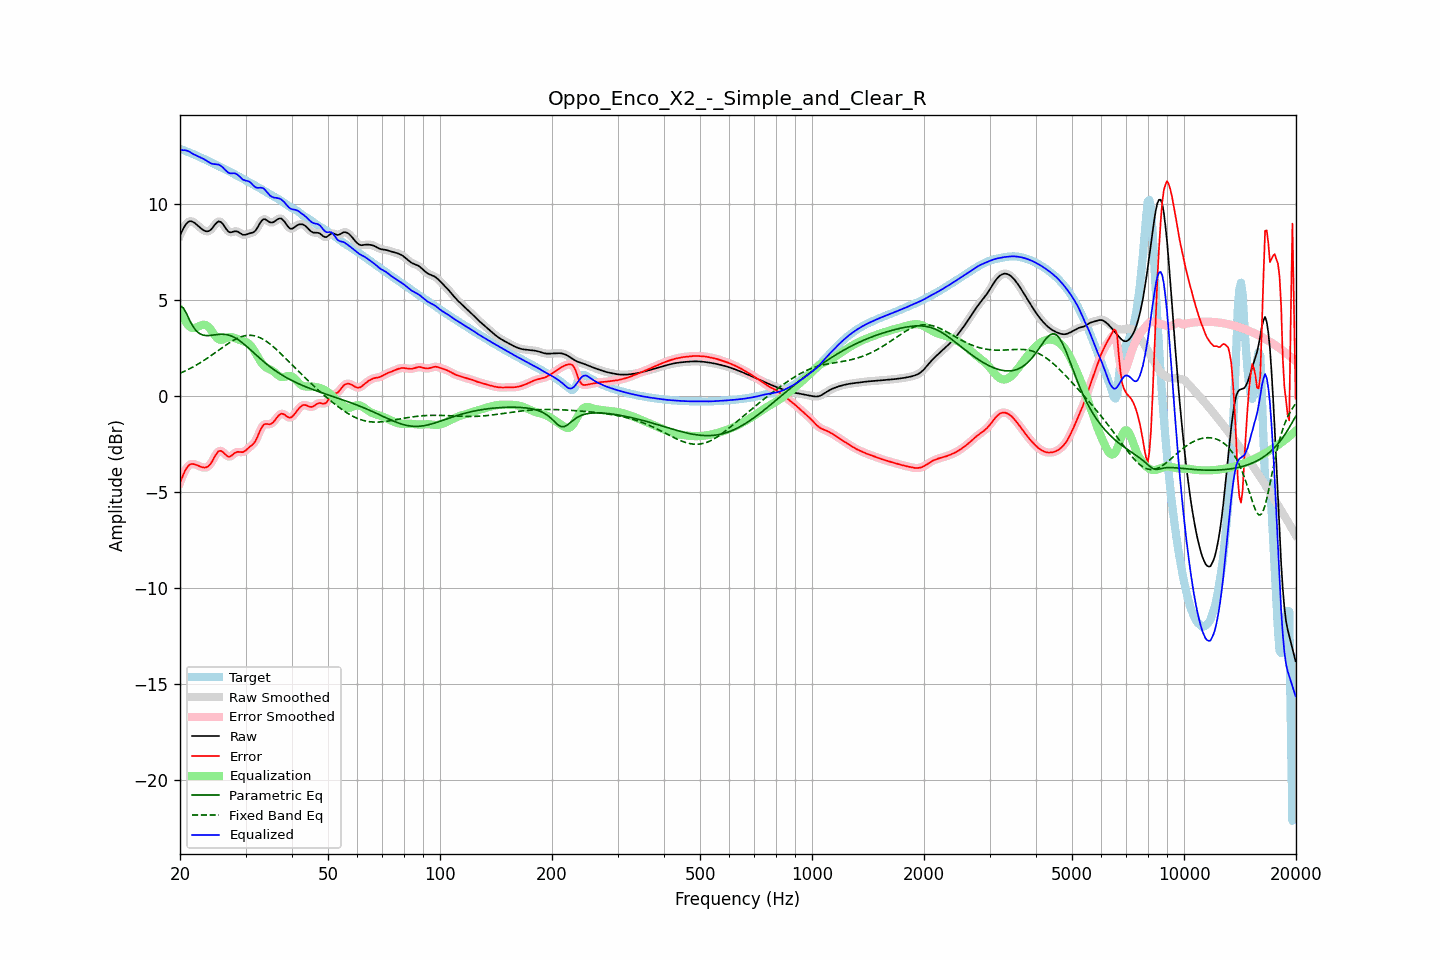 Oppo_Enco_X2_-_Simple_and_Clear_R
Amplitude (dBr)
10
5
0
−5
−10
−15
−20
Target
Raw Smoothed
Error Smoothed
Raw
Error
Equalization
Parametric Eq
Fixed Band Eq
Equalized
20 50 100 200 500 1000 2000 5000 10000 20000
Frequency (Hz)